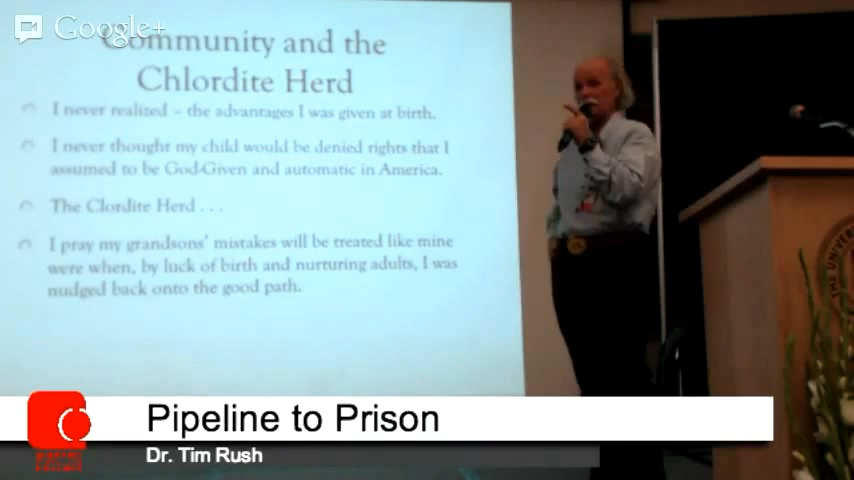 Google+
Community and the
Chlordite Herd
I never realized – the advantages I was given at birth.
I never thought my child would be denied rights that I
assumed to be God-Given and automatic in America.
The Clordite Herd . . .
I pray my grandsons' mistakes will be treated like mine
were when, by luck of birth and nurturing adults, I was
nudged back onto the good path.
THE UNIVER
Pipeline to Prison
Dr. Tim Rush